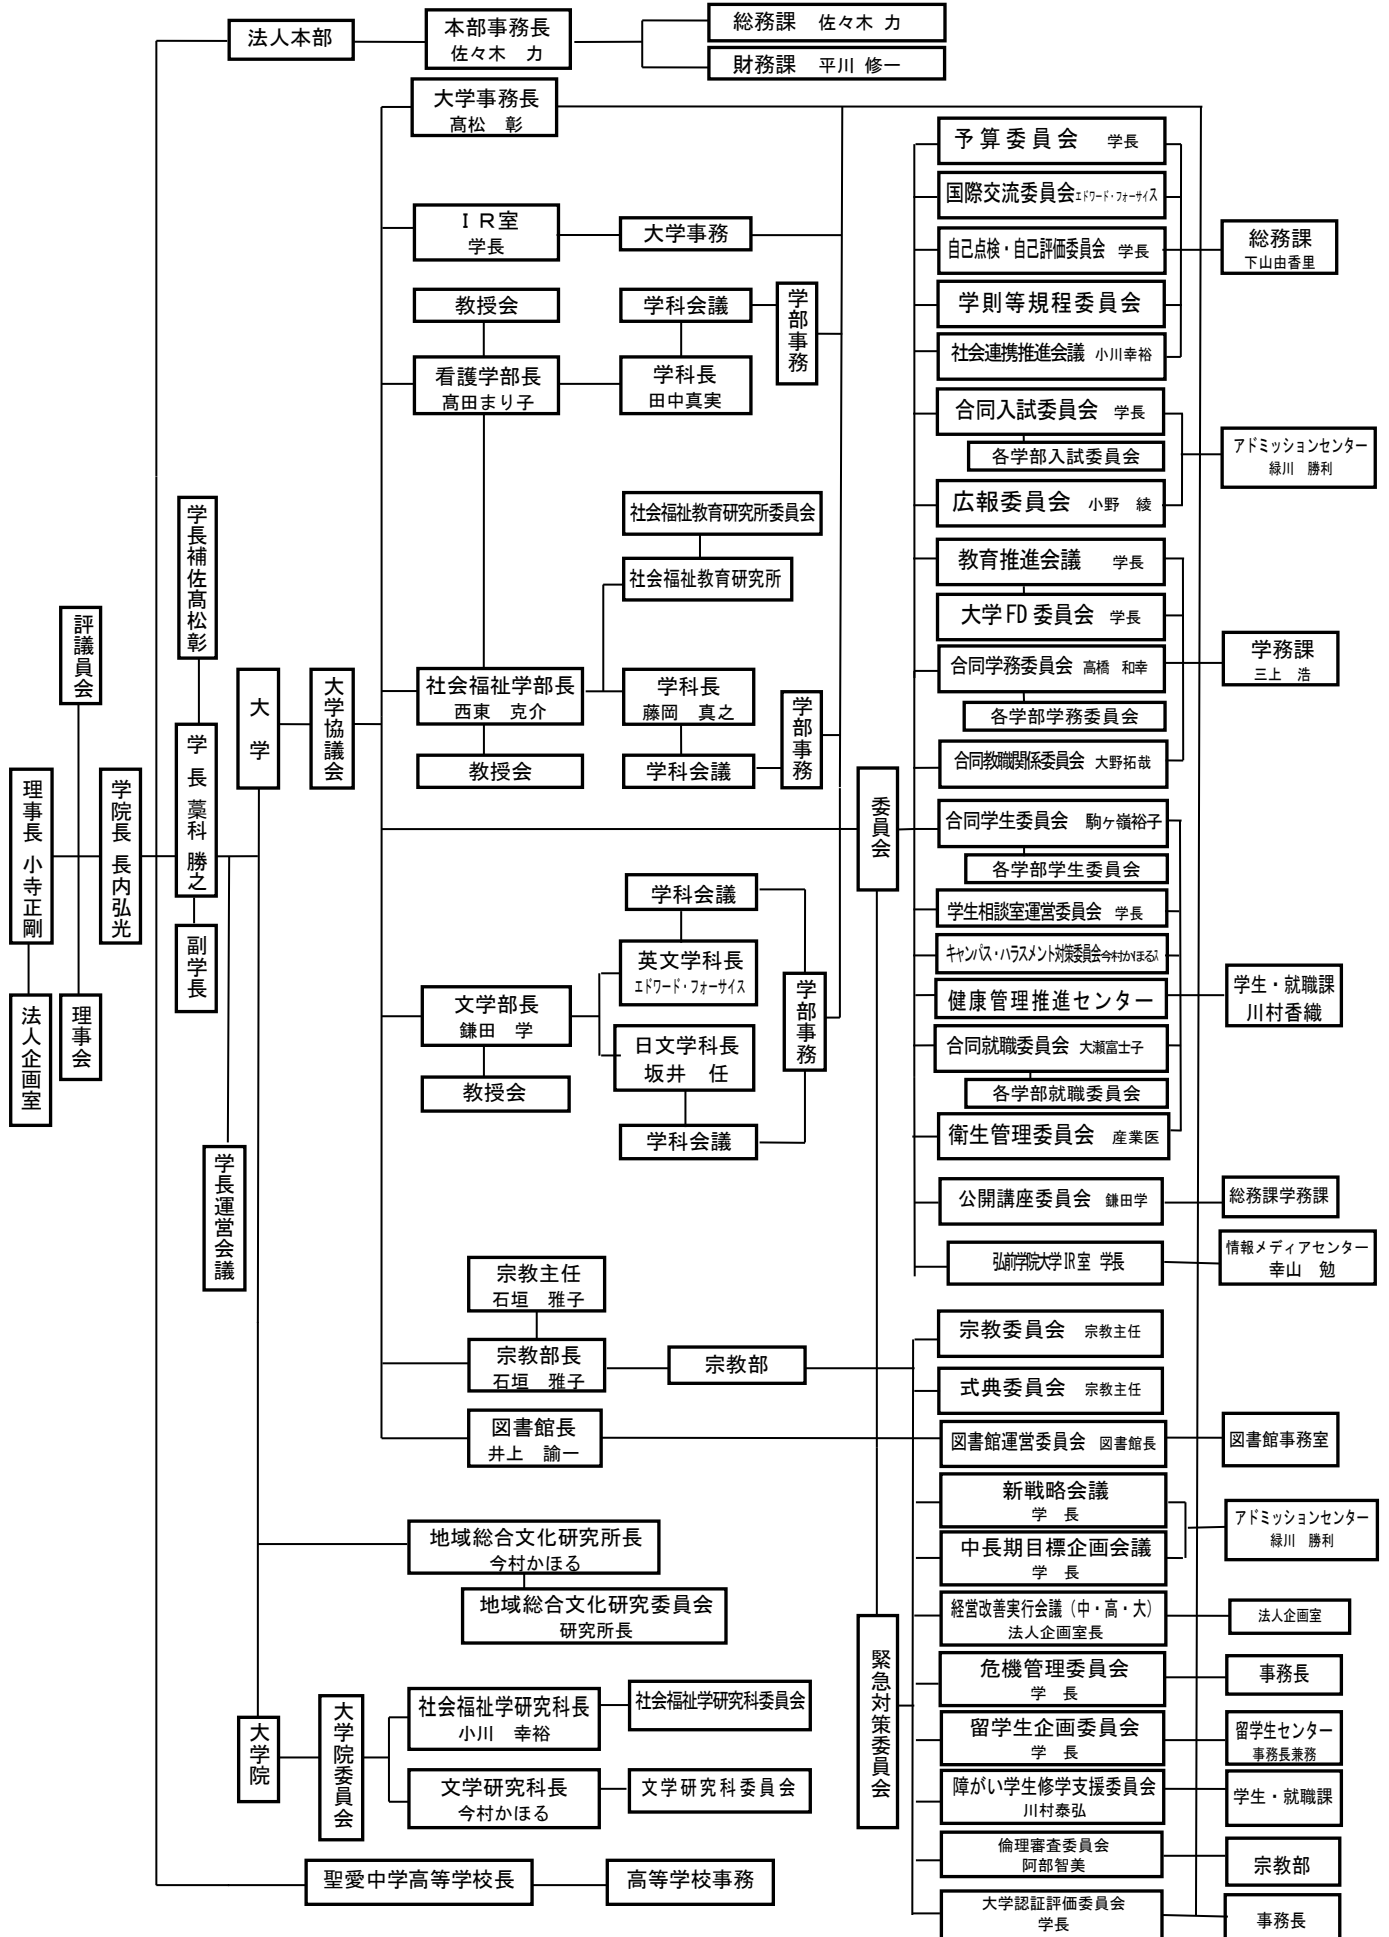 法人本部
本部事務長
佐々木 力
総務課 佐々木 力
財務課 平川 修一
大学事務長
髙松 彰
ＩＲ室
学長
大学事務
教授会
学科会議
学部事務
看護学部長
髙田まり子
学科長
田中真実
社会福祉教育研究所委員会
社会福祉教育研究所
社会福祉学部長
西東 克介
学科長
藤岡 真之
教授会
学科会議
学部事務
学科会議
英文学科長
エドワード・フォーサイス
文学部長
鎌田 学
日文学科長
坂井 任
教授会
学科会議
学部事務
宗教主任
石垣 雅子
宗教部長
石垣 雅子
宗教部
図書館長
井上 諭一
地域総合文化研究所長
今村かほる
地域総合文化研究委員会
研究所長
大学院
大学院委員会
社会福祉学研究科長
小川 幸裕
社会福祉学研究科委員会
文学研究科長
今村かほる
文学研究科委員会
聖愛中学高等学校長
高等学校事務
理事長 小寺正剛
法人企画室
評議員会
理事会
学院長 長内弘光
学長補佐髙松彰
学長 藁科 勝之
副学長
学長運営会議
大学
大学協議会
委員会
緊急対策委員会
予算委員会 学長
国際交流委員会エドワード・フォーサイス
自己点検・自己評価委員会 学長
学則等規程委員会
社会連携推進会議 小川幸裕
総務課
下山由香里
合同入試委員会 学長
各学部入試委員会
広報委員会 小野 綾
アドミッションセンター
緑川 勝利
教育推進会議 学長
大学FD委員会 学長
合同学務委員会 高橋 和幸
各学部学務委員会
合同教職関係委員会 大野拓哉
学務課
三上 浩
合同学生委員会 駒ヶ嶺裕子
各学部学生委員会
学生相談室運営委員会 学長
キャンパス・ハラスメント対策委員会今村かほる
健康管理推進センター
合同就職委員会 大瀬富士子
各学部就職委員会
衛生管理委員会 産業医
学生・就職課
川村香織
公開講座委員会 鎌田学
総務課学務課
弘前学院大学IR室 学長
情報メディアセンター
幸山 勉
宗教委員会 宗教主任
式典委員会 宗教主任
図書館運営委員会 図書館長
図書館事務室
新戦略会議
学 長
中長期目標企画会議
学 長
アドミッションセンター
緑川 勝利
経営改善実行会議（中・高・大）
法人企画室長
法人企画室
危機管理委員会
学 長
事務長
留学生企画委員会
学 長
留学生センター
事務長兼務
障がい学生修学支援委員会
川村泰弘
学生・就職課
倫理審査委員会
阿部智美
宗教部
大学認証評価委員会
学長
事務長